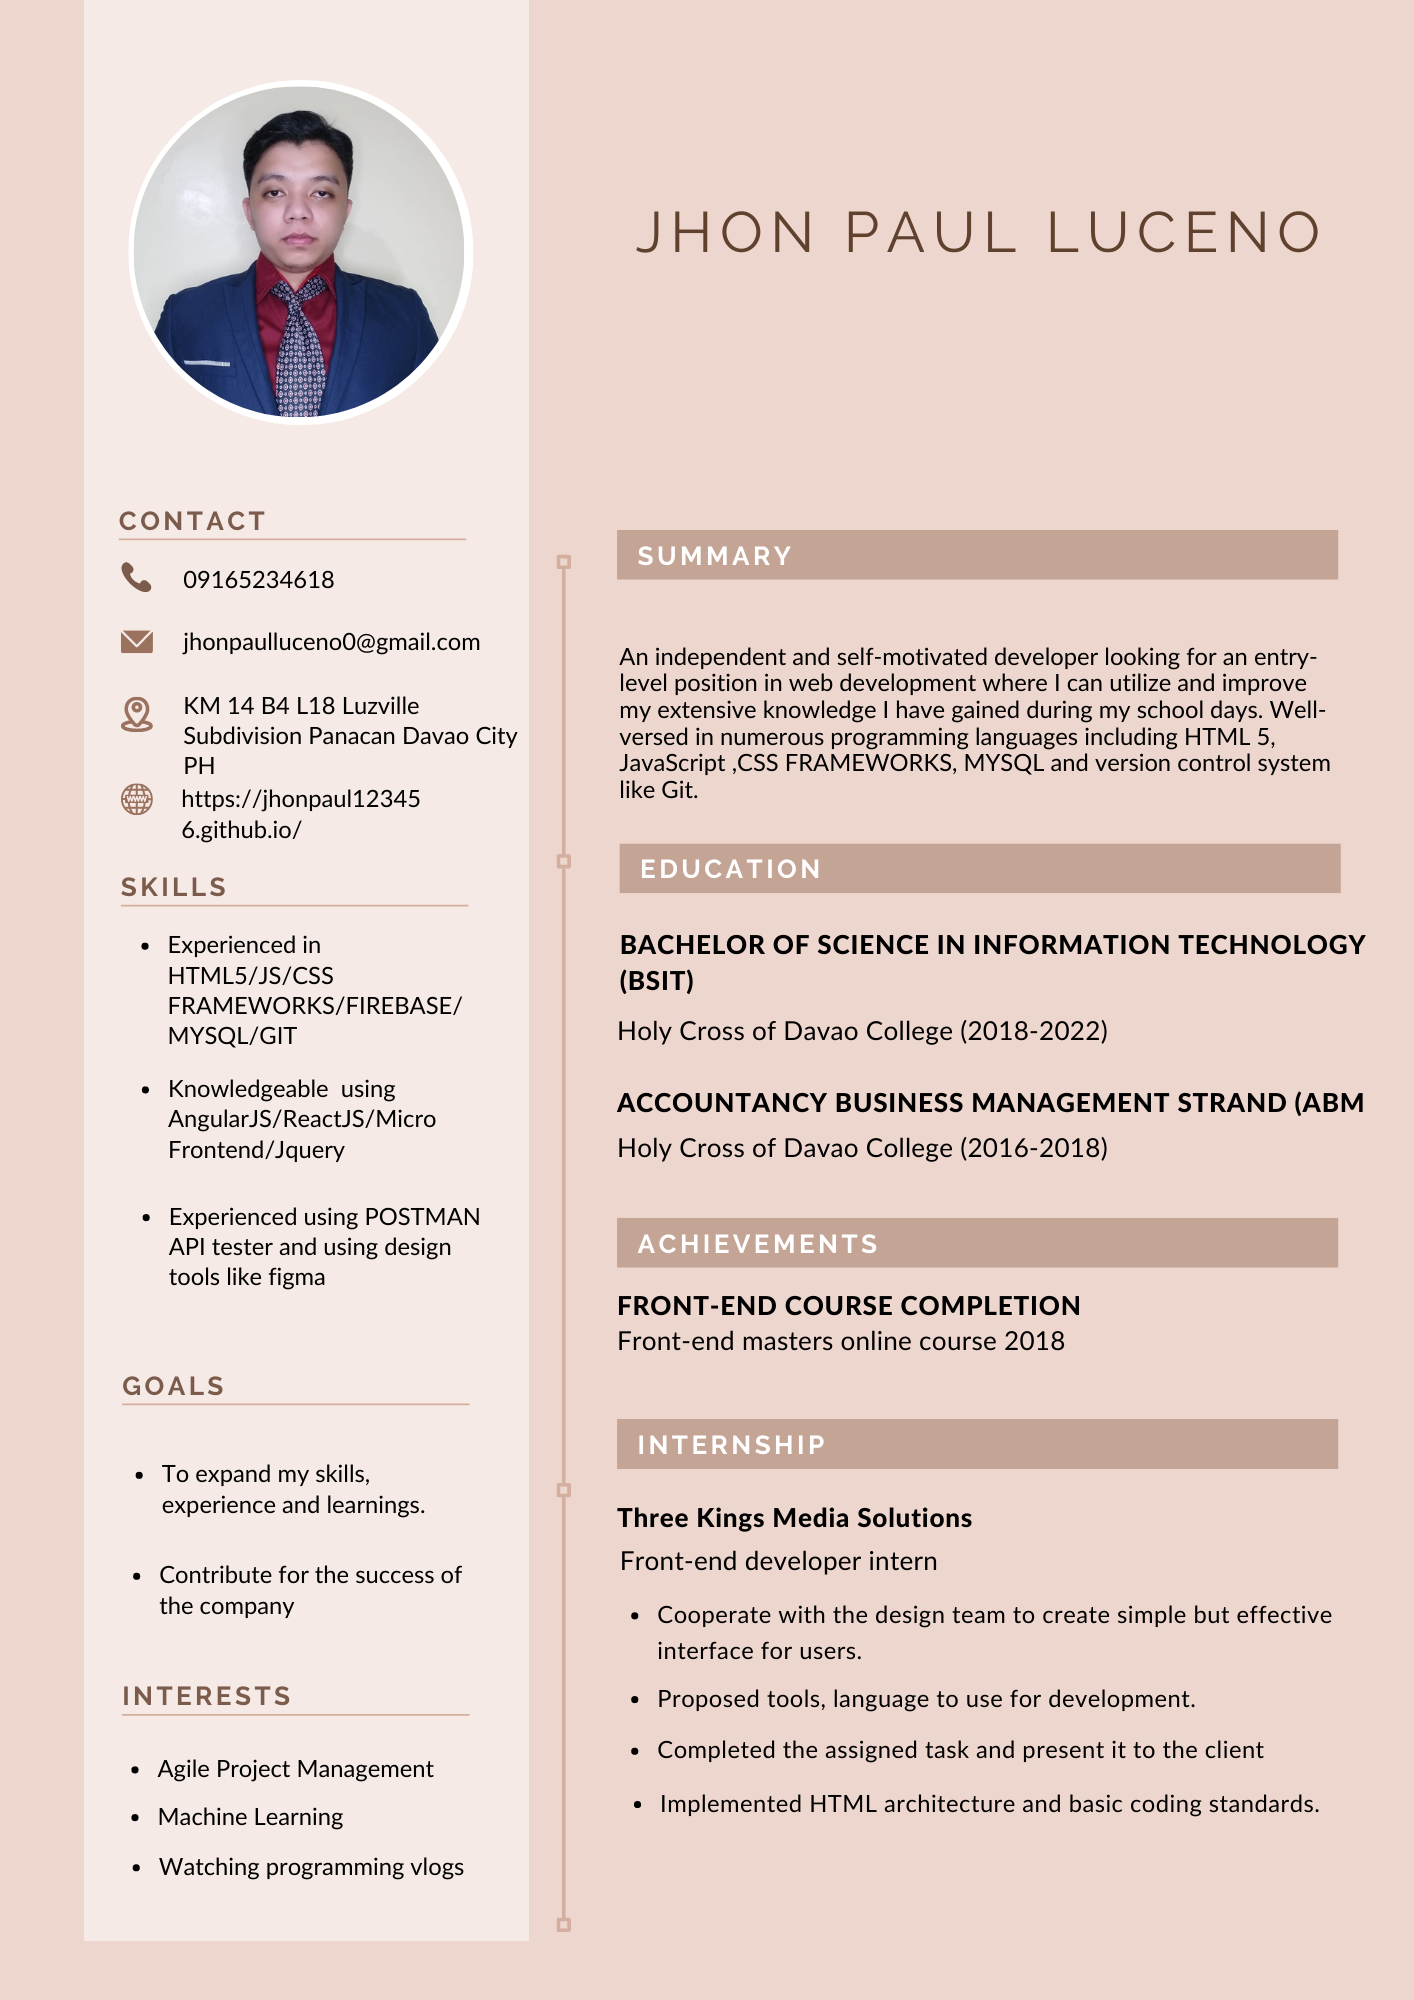 JHON PAUL LUCENO
CONTACT
09165234618
jhonpaulluceno0@gmail.com
KM 14 B4 L18 Luzville
Subdivision Panacan Davao City
PH
https://jhonpaul12345
6.github.io/
SKILLS
Experienced in
HTML5/JS/CSS
FRAMEWORKS/FIREBASE/
MYSQL/GIT
Knowledgeable  using
AngularJS/ReactJS/Micro
Frontend/Jquery
Experienced using POSTMAN
API tester and using design
tools like figma
GOALS
To expand my skills,
experience and learnings.
Contribute for the success of
the company
INTERESTS
Agile Project Management
Machine Learning
Watching programming vlogs
SUMMARY
An independent and self-motivated developer looking for an entry-
level position in web development where I can utilize and improve
my extensive knowledge I have gained during my school days. Well-
versed in numerous programming languages including HTML 5,
JavaScript ,CSS FRAMEWORKS, MYSQL and version control system
like Git.
EDUCATION
BACHELOR OF SCIENCE IN INFORMATION TECHNOLOGY
(BSIT)
Holy Cross of Davao College (2018-2022)
ACCOUNTANCY BUSINESS MANAGEMENT STRAND (ABM
Holy Cross of Davao College (2016-2018)
ACHIEVEMENTS
FRONT-END COURSE COMPLETION
Front-end masters online course 2018
INTERNSHIP
Three Kings Media Solutions
Front-end developer intern
Cooperate with the design team to create simple but effective
interface for users.
Proposed tools, language to use for development.
Completed the assigned task and present it to the client
Implemented HTML architecture and basic coding standards.